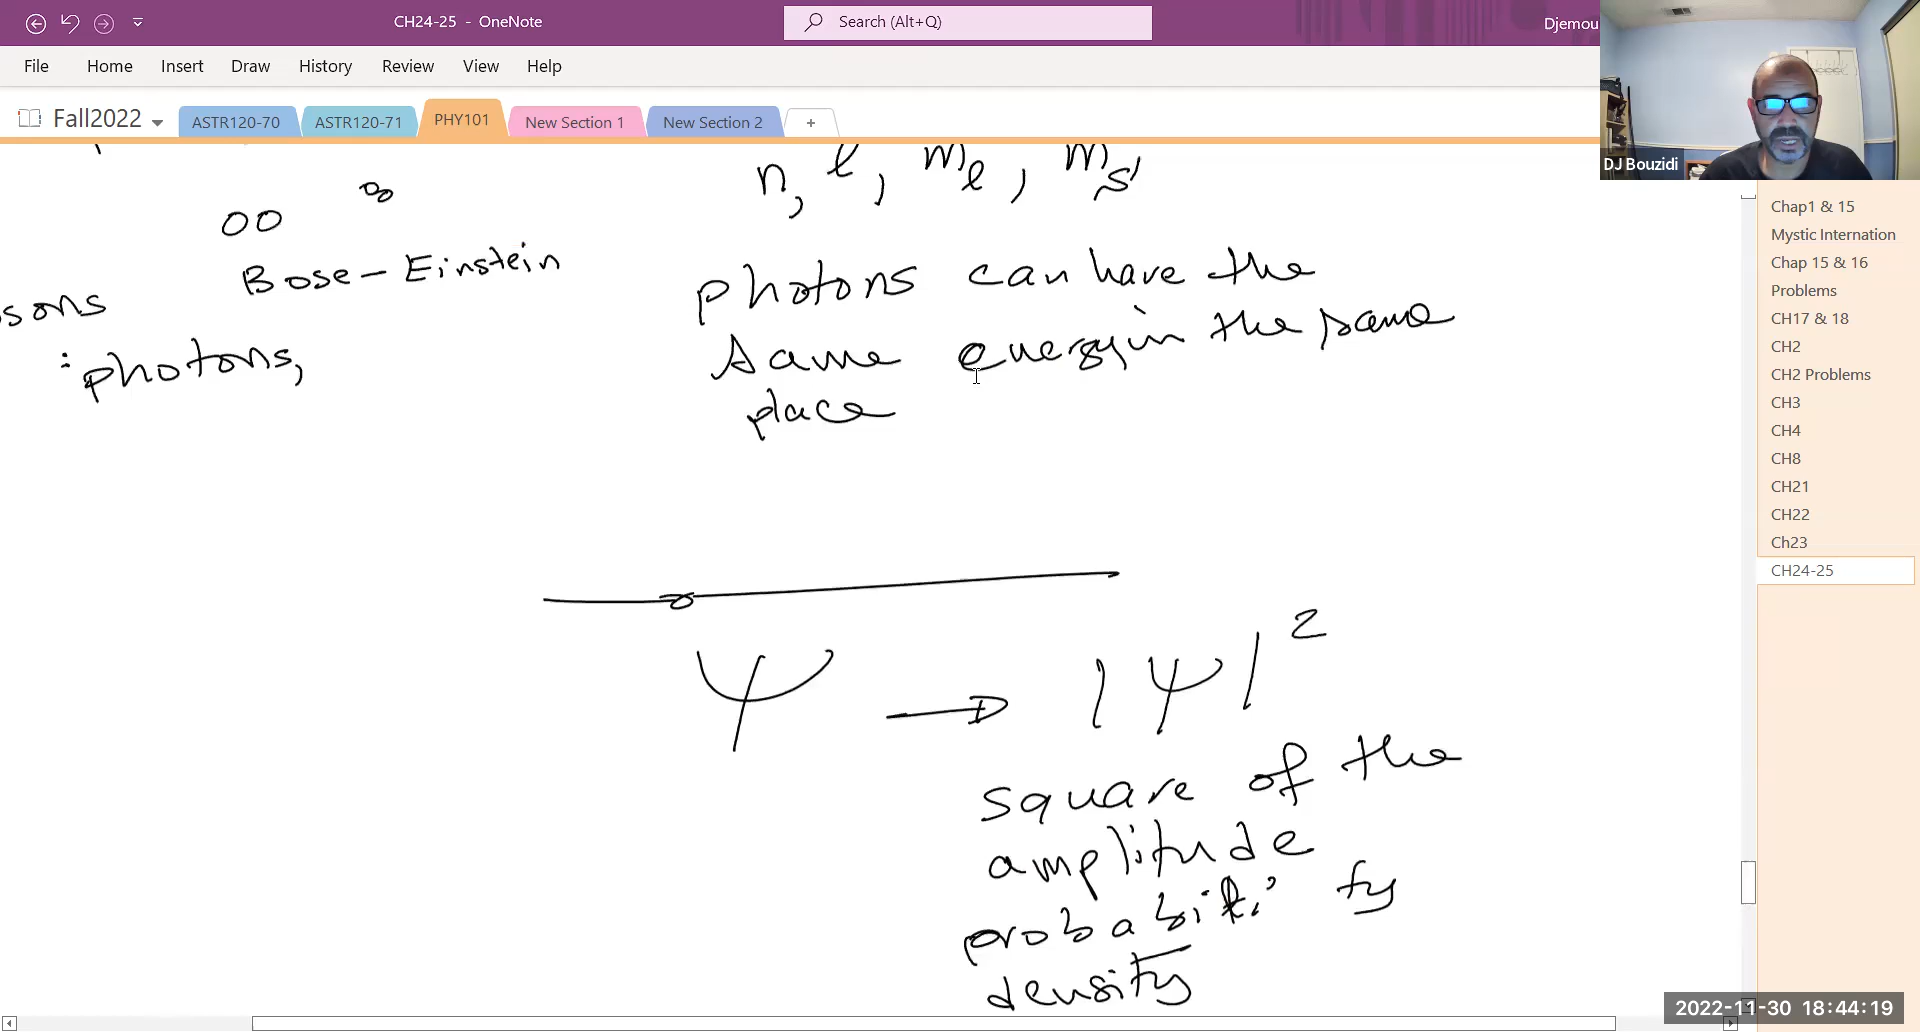 CH24-25 - OneNote
Search (Alt+Q)
Djemou
File Home Insert Draw History Review View Help
Fall2022
ASTR120-70
ASTR120-71
PHY101
New Section 1
New Section 2
+
DJ Bouzidi
n, l, ml, ms
Bose-Einstein
sons
: photons,
photons can have the
same energy, in the same
place
Ψ → |Ψ|²
square of the
amplitude
probability
density
Chap1 & 15
Mystic Internation
Chap 15 & 16
Problems
CH17 & 18
CH2
CH2 Problems
CH3
CH4
CH8
CH21
CH22
Ch23
CH24-25
2022-11-30 18:44:19